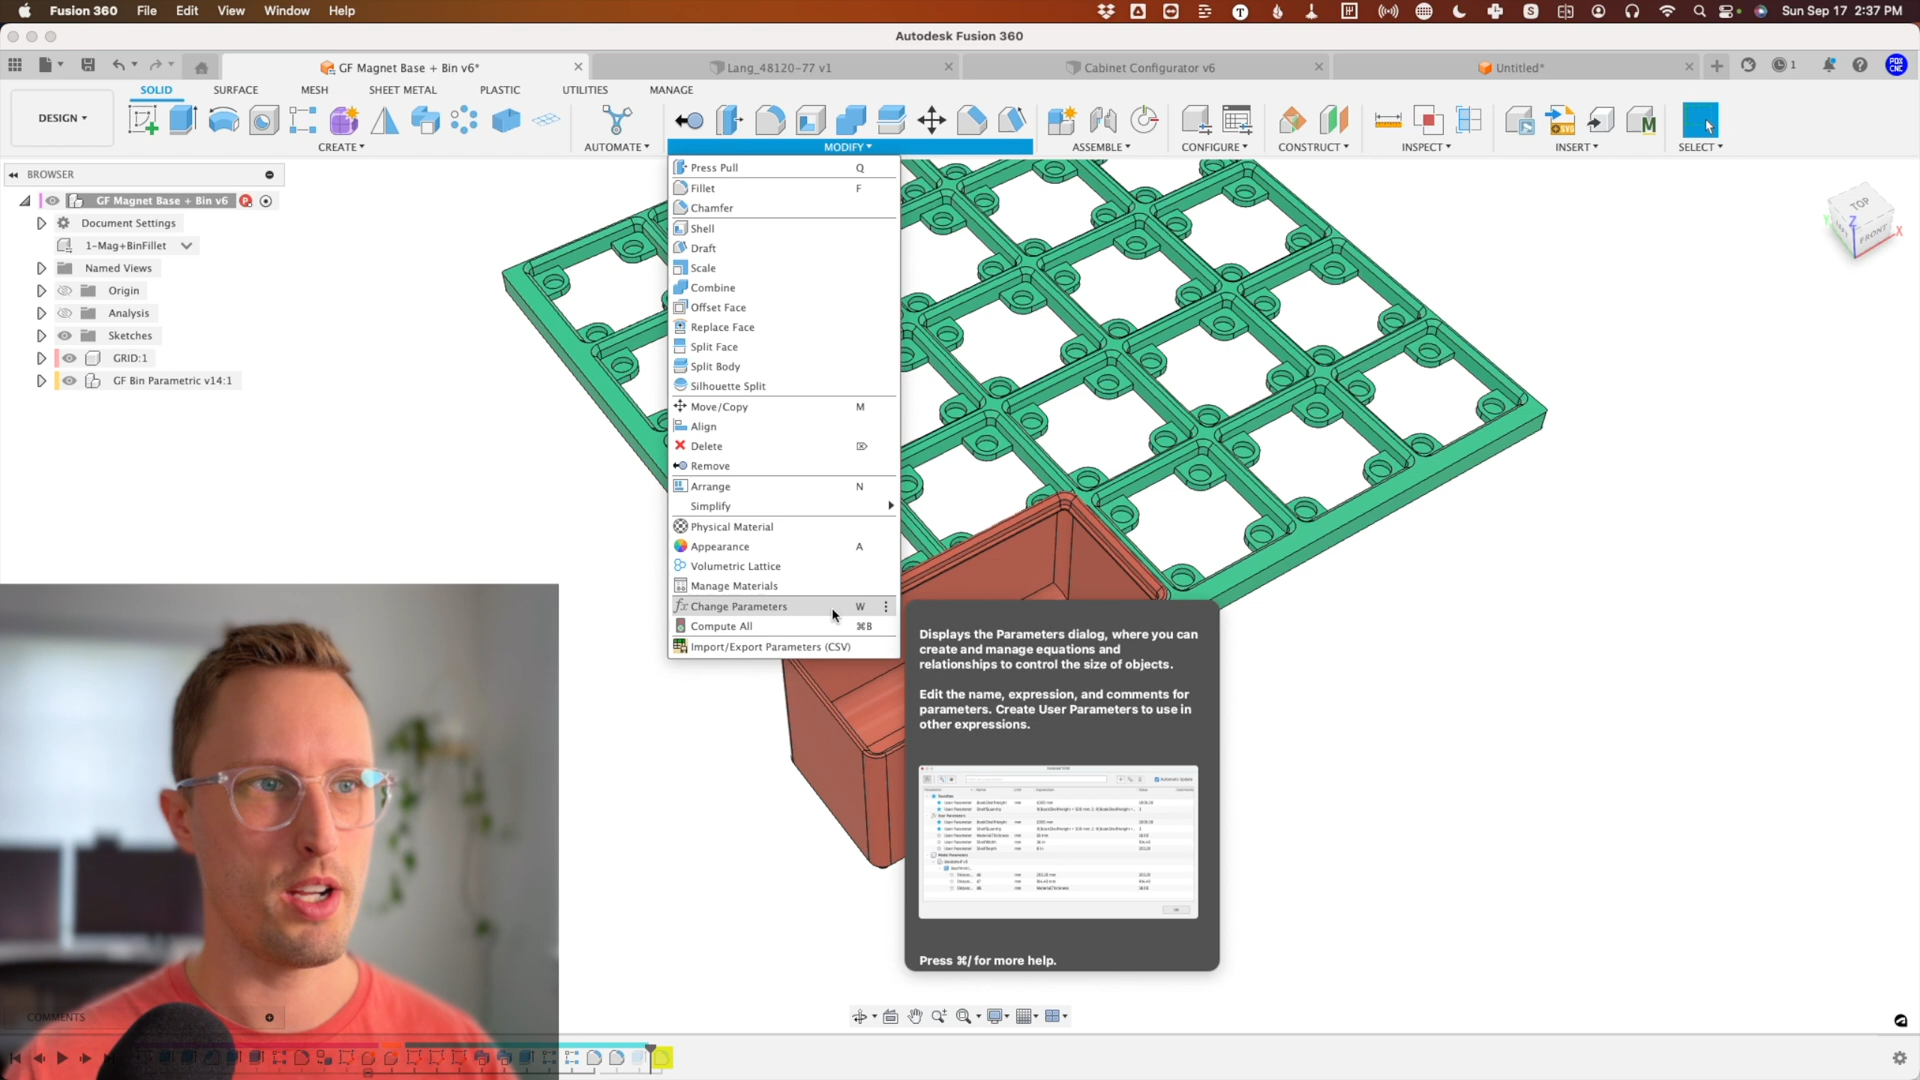 Fusion 360 File Edit View Window Help
Sun Sep 17 2:37 PM
Autodesk Fusion 360
GF Magnet Base + Bin v6*
Lang_48120-77 v1
Cabinet Configurator v6
Untitled*
1
PDX CNC
SOLID SURFACE MESH SHEET METAL PLASTIC UTILITIES MANAGE
DESIGN
CREATE AUTOMATE MODIFY ASSEMBLE CONFIGURE CONSTRUCT INSPECT INSERT SELECT
BROWSER
GF Magnet Base + Bin v6
Document Settings
1-Mag+BinFillet
Named Views
Origin
Analysis
Sketches
GRID:1
GF Bin Parametric v14:1
Press Pull Q
Fillet F
Chamfer
Shell
Draft
Scale
Combine
Offset Face
Replace Face
Split Face
Split Body
Silhouette Split
Move/Copy M
Align
Delete
Remove
Arrange N
Simplify
Physical Material
Appearance A
Volumetric Lattice
Manage Materials
Change Parameters W
Compute All ⌘B
Import/Export Parameters (CSV)
Displays the Parameters dialog, where you can
create and manage equations and
relationships to control the size of objects.
Edit the name, expression, and comments for
parameters. Create User Parameters to use in
other expressions.
Press ⌘/ for more help.
TOP
FRONT
Z
X
COMMENTS